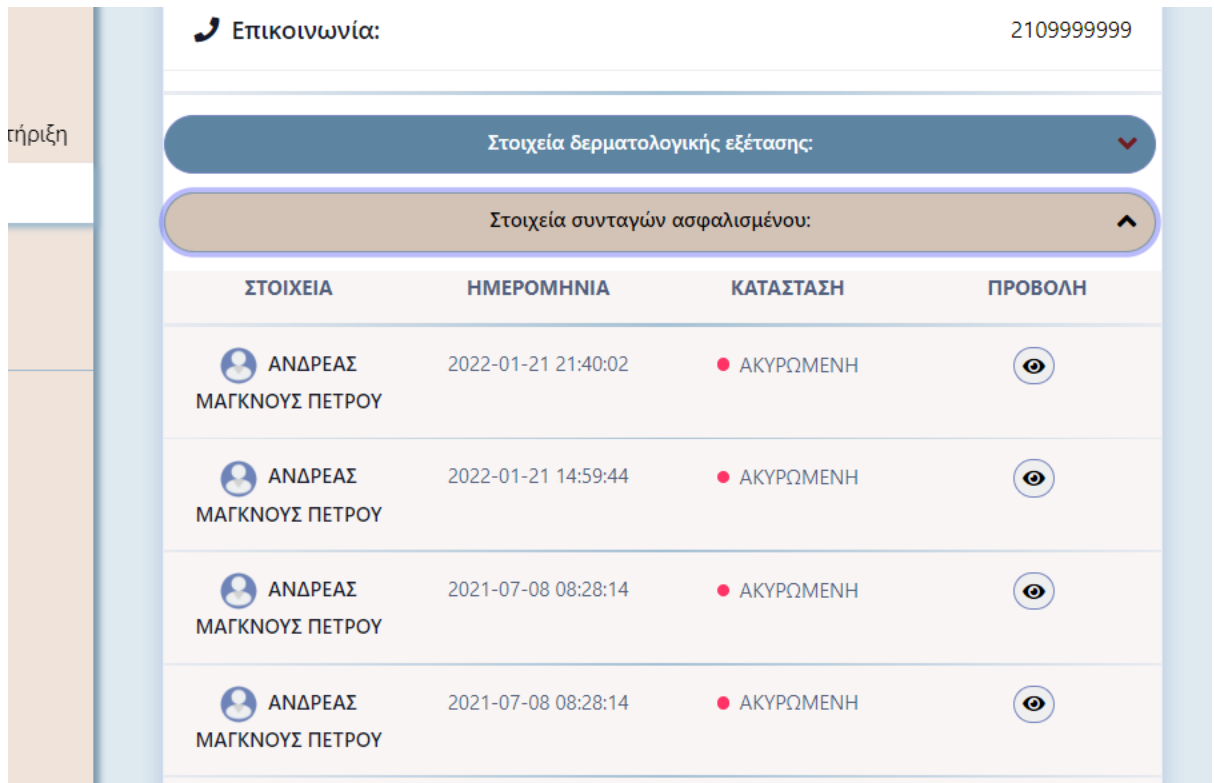 Επικοινωνία: 2109999999
τήριξη
Στοιχεία δερματολογικής εξέτασης:
Στοιχεία συνταγών ασφαλισμένου:
ΣΤΟΙΧΕΙΑ ΗΜΕΡΟΜΗΝΙΑ ΚΑΤΑΣΤΑΣΗ ΠΡΟΒΟΛΗ
ΑΝΔΡΕΑΣ 2022-01-21 21:40:02 ΑΚΥΡΩΜΕΝΗ
ΜΑΓΚΝΟΥΣ ΠΕΤΡΟΥ
ΑΝΔΡΕΑΣ 2022-01-21 14:59:44 ΑΚΥΡΩΜΕΝΗ
ΜΑΓΚΝΟΥΣ ΠΕΤΡΟΥ
ΑΝΔΡΕΑΣ 2021-07-08 08:28:14 ΑΚΥΡΩΜΕΝΗ
ΜΑΓΚΝΟΥΣ ΠΕΤΡΟΥ
ΑΝΔΡΕΑΣ 2021-07-08 08:28:14 ΑΚΥΡΩΜΕΝΗ
ΜΑΓΚΝΟΥΣ ΠΕΤΡΟΥ